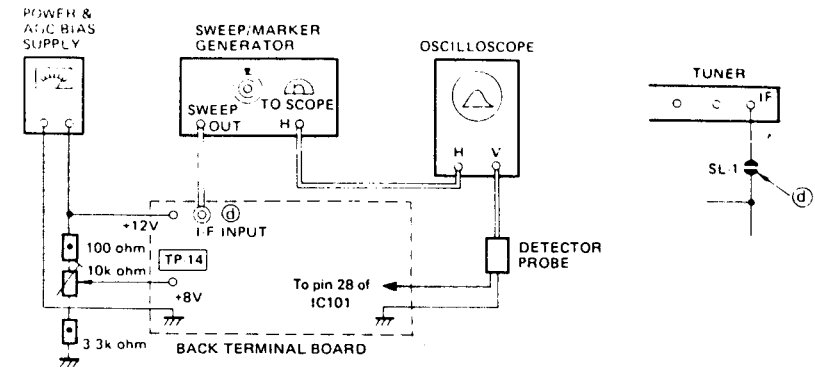 POWER &
AGC BIAS
SUPPLY
SWEEP/MARKER
GENERATOR
SWEEP
OUT
TO SCOPE
H
OSCILLOSCOPE
H V
TUNER
IF
SL-1
d
+12V
d
I-F INPUT
100 ohm
TP-14
10k ohm
+8V
To pin 28 of
IC101
DETECTOR
PROBE
3.3k ohm
BACK TERMINAL BOARD